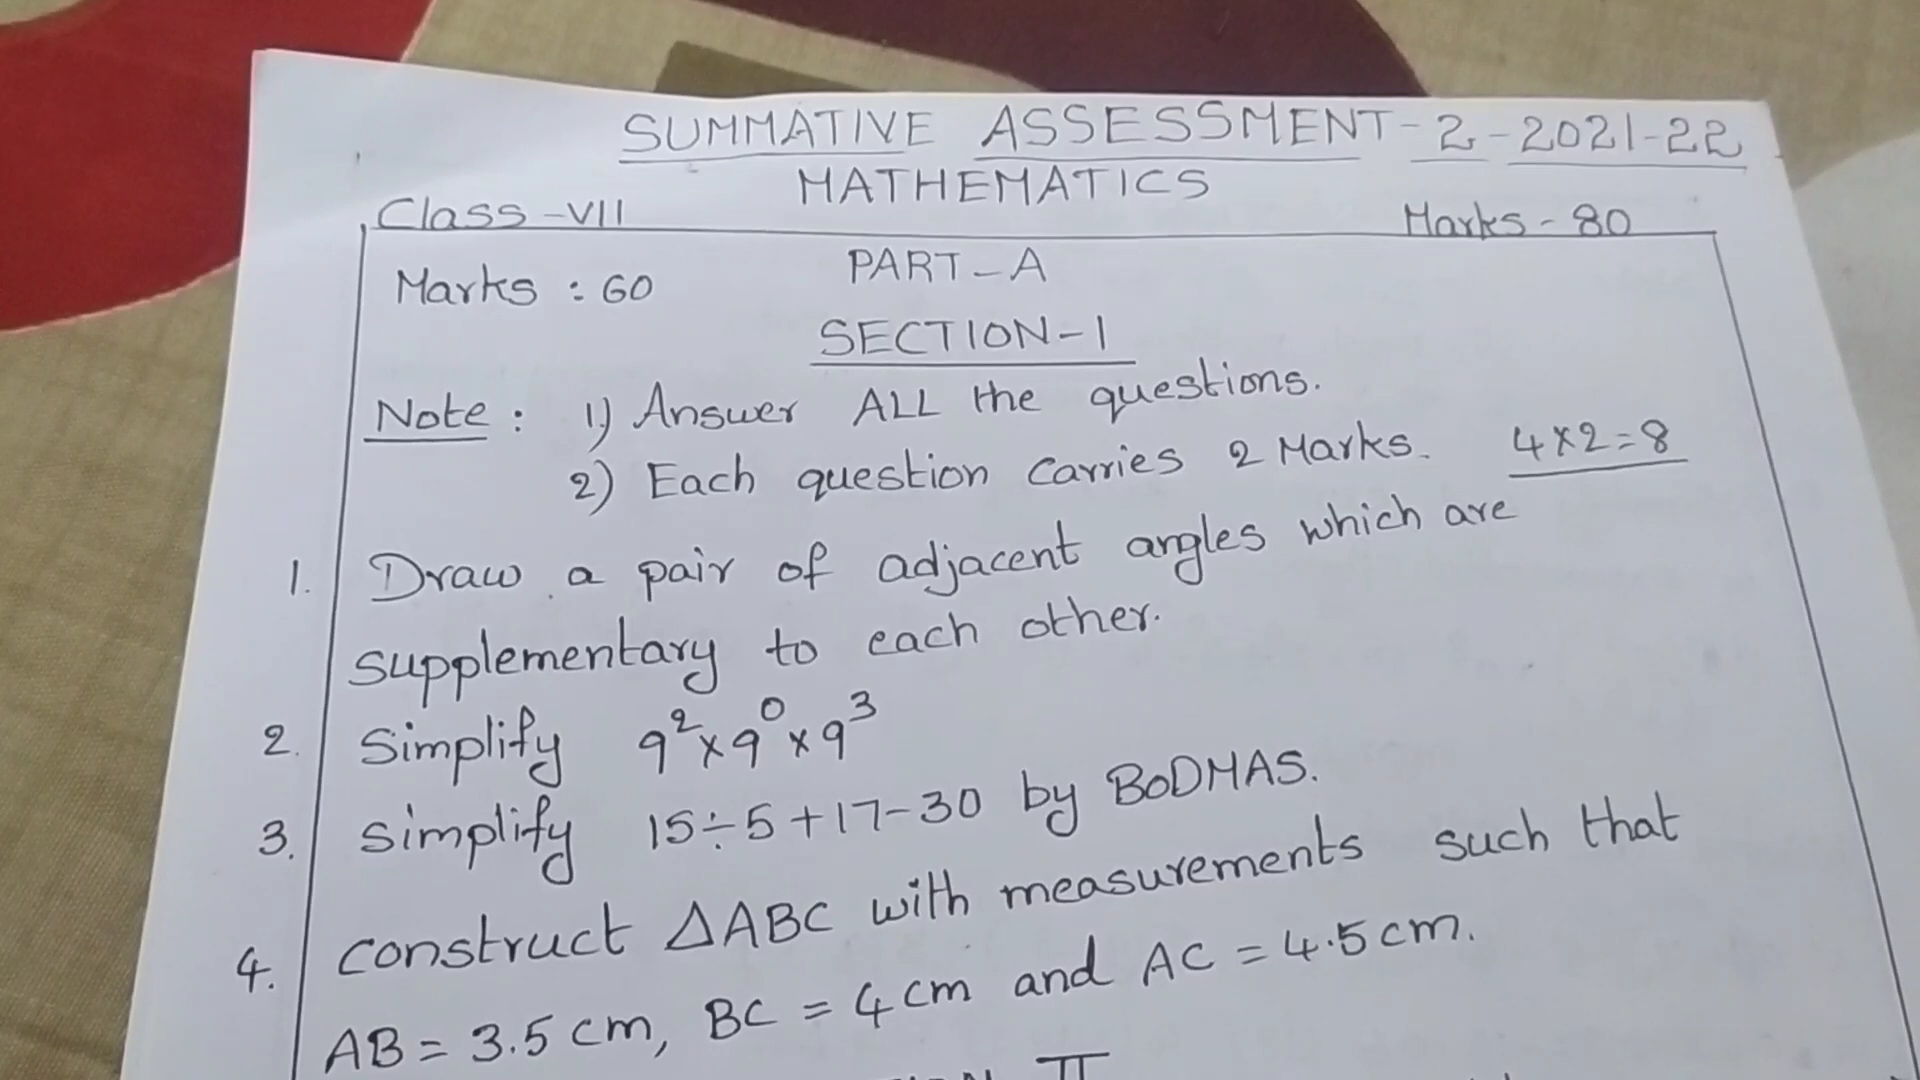 SUMMATIVE ASSESSMENT-2-2021-22
MATHEMATICS
Class-VII Marks-80
PART-A
Marks : 60
SECTION-1
Note : 1) Answer ALL the questions.
2) Each question carries 2 Marks. 4×2=8
1. Draw a pair of adjacent angles which are
supplementary to each other.
2. Simplify 9²×9⁰×9³
3. simplify 15÷5+17-30 by BODMAS.
4. construct ΔABC with measurements such that
AB = 3.5 cm, BC = 4 cm and AC = 4.5 cm.
II